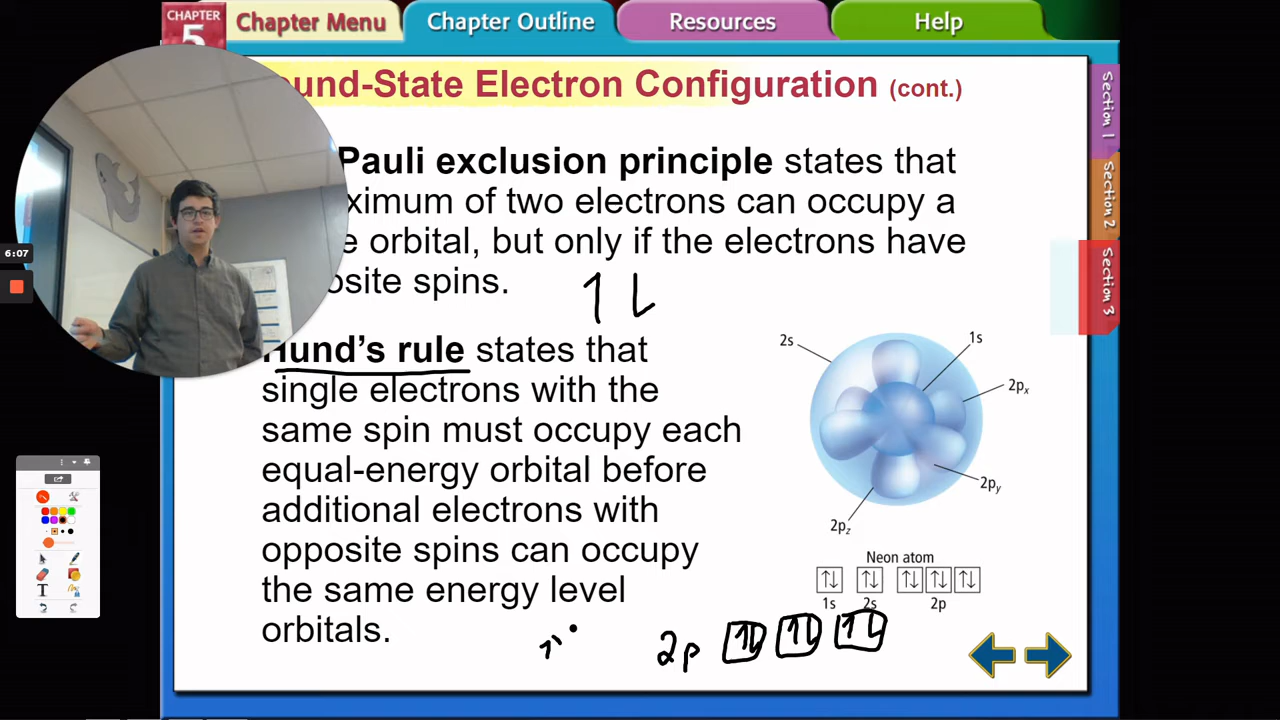 CHAPTER
5
Chapter Menu
Chapter Outline
Resources
Help
und-State Electron Configuration (cont.)
Pauli exclusion principle states that
ximum of two electrons can occupy a
e orbital, but only if the electrons have
osite spins.
1 ↓
Hund's rule states that
single electrons with the
same spin must occupy each
equal-energy orbital before
additional electrons with
opposite spins can occupy
the same energy level
orbitals.
6:07
Section 1
Section 2
Section 3
2s
1s
2px
2py
2pz
Neon atom
↑↓ ↑↓ ↑↓ ↑↓ ↑↓
1s 2s 2p
2p ↑↓ ↑↓ ↑↓
T